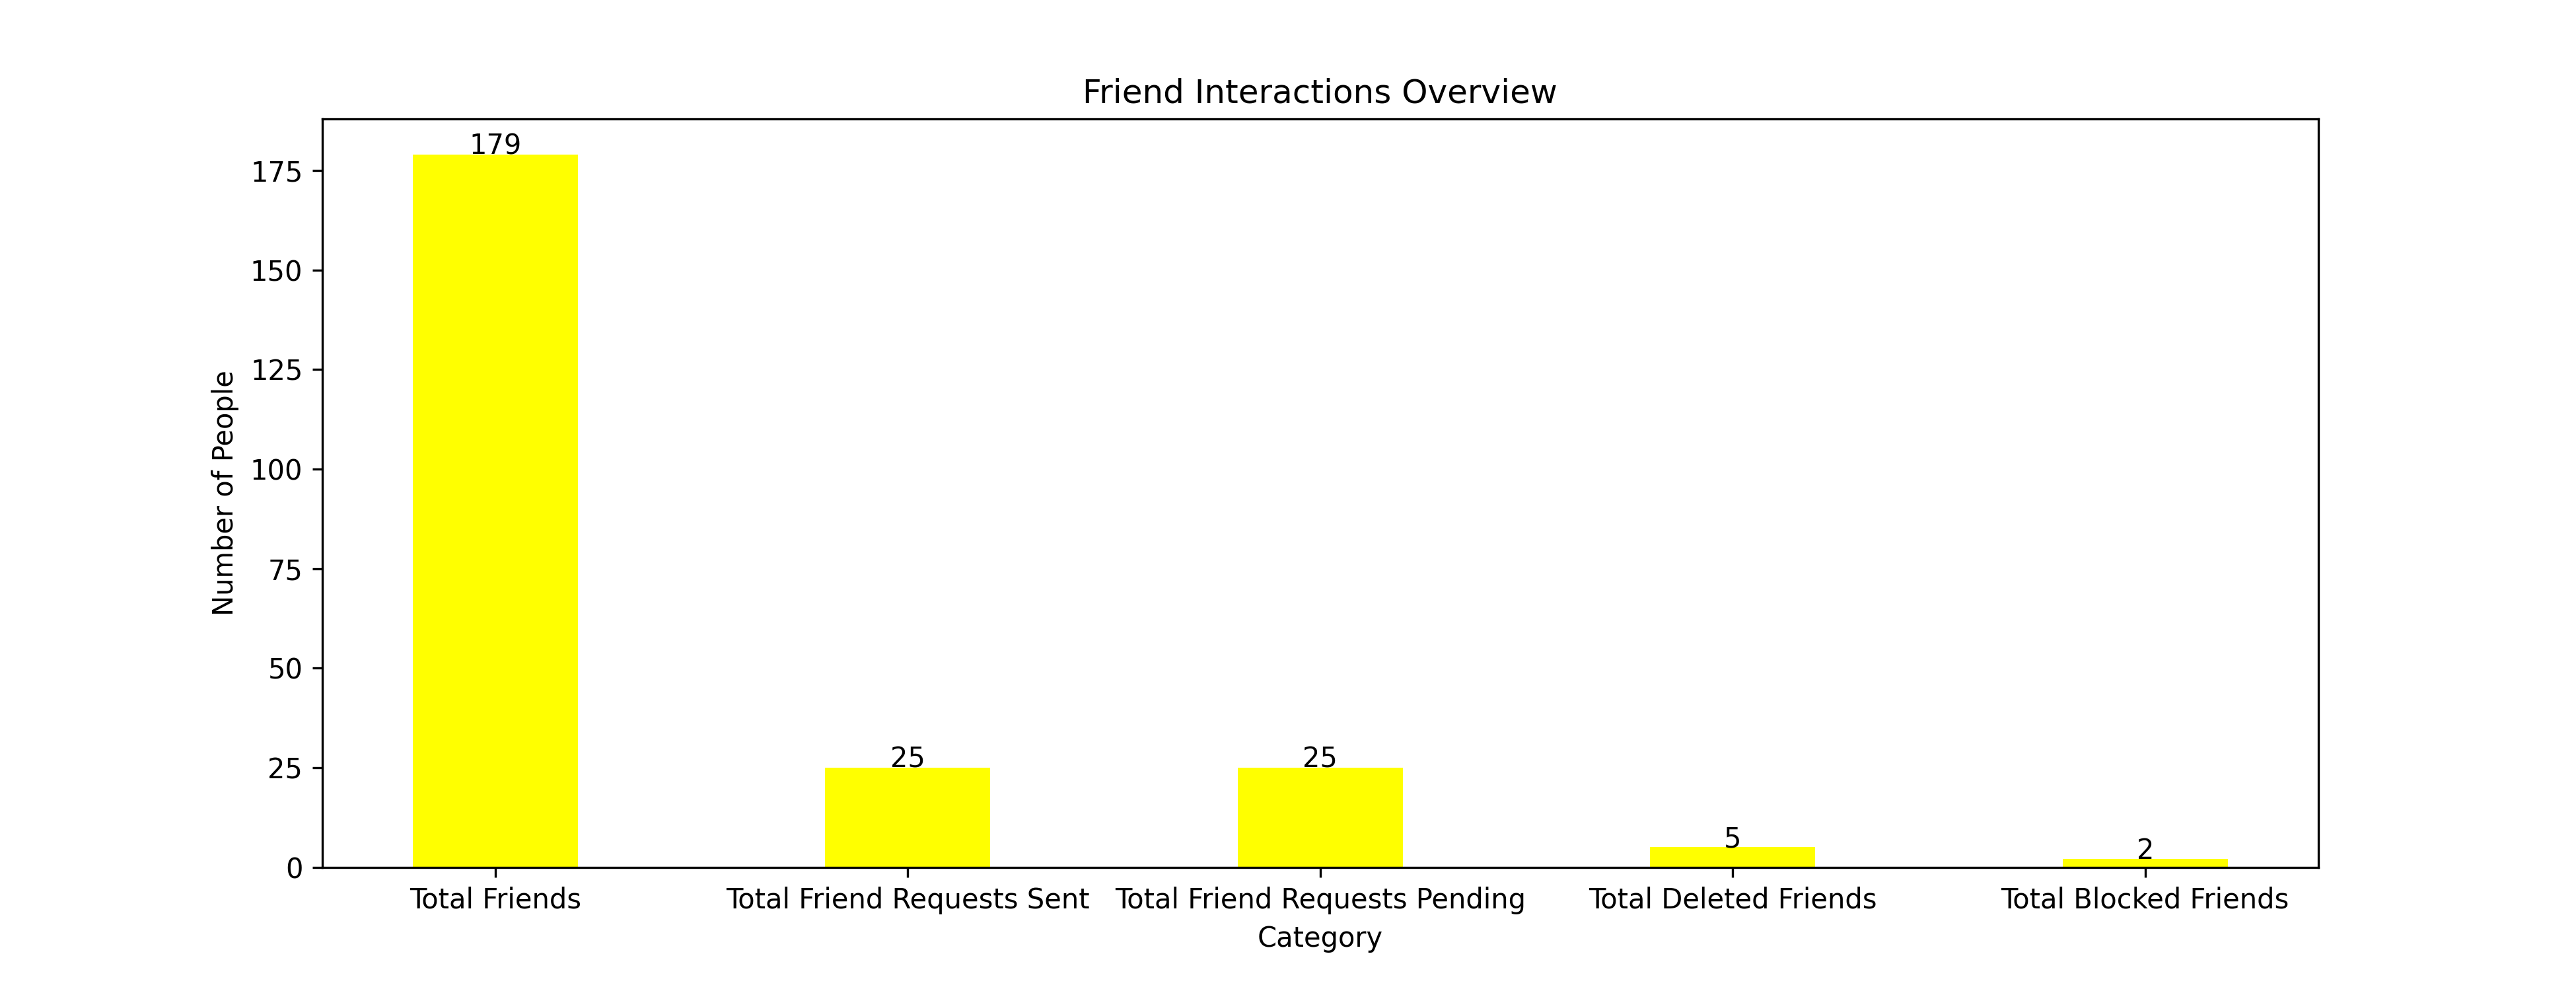 Friend Interactions Overview
179
175
150
125
100
75
50
25
0
Number of People
25
25
5
2
Total Friends
Total Friend Requests Sent
Total Friend Requests Pending
Total Deleted Friends
Total Blocked Friends
Category